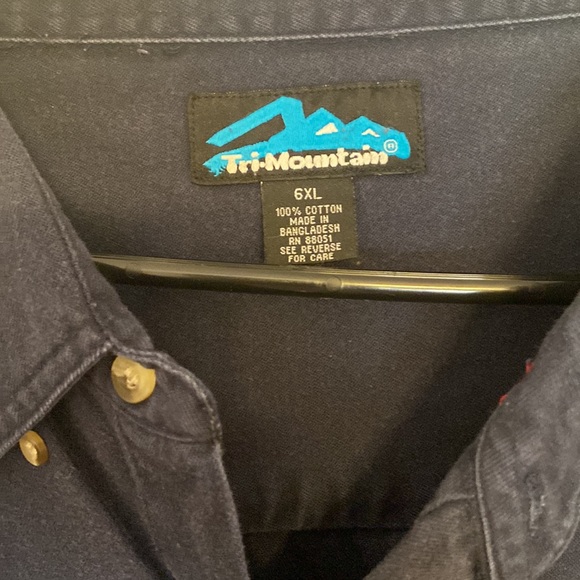 Tri-Mountain®
6XL
100% COTTON
MADE IN
BANGLADESH
RN 88051
SEE REVERSE
FOR CARE